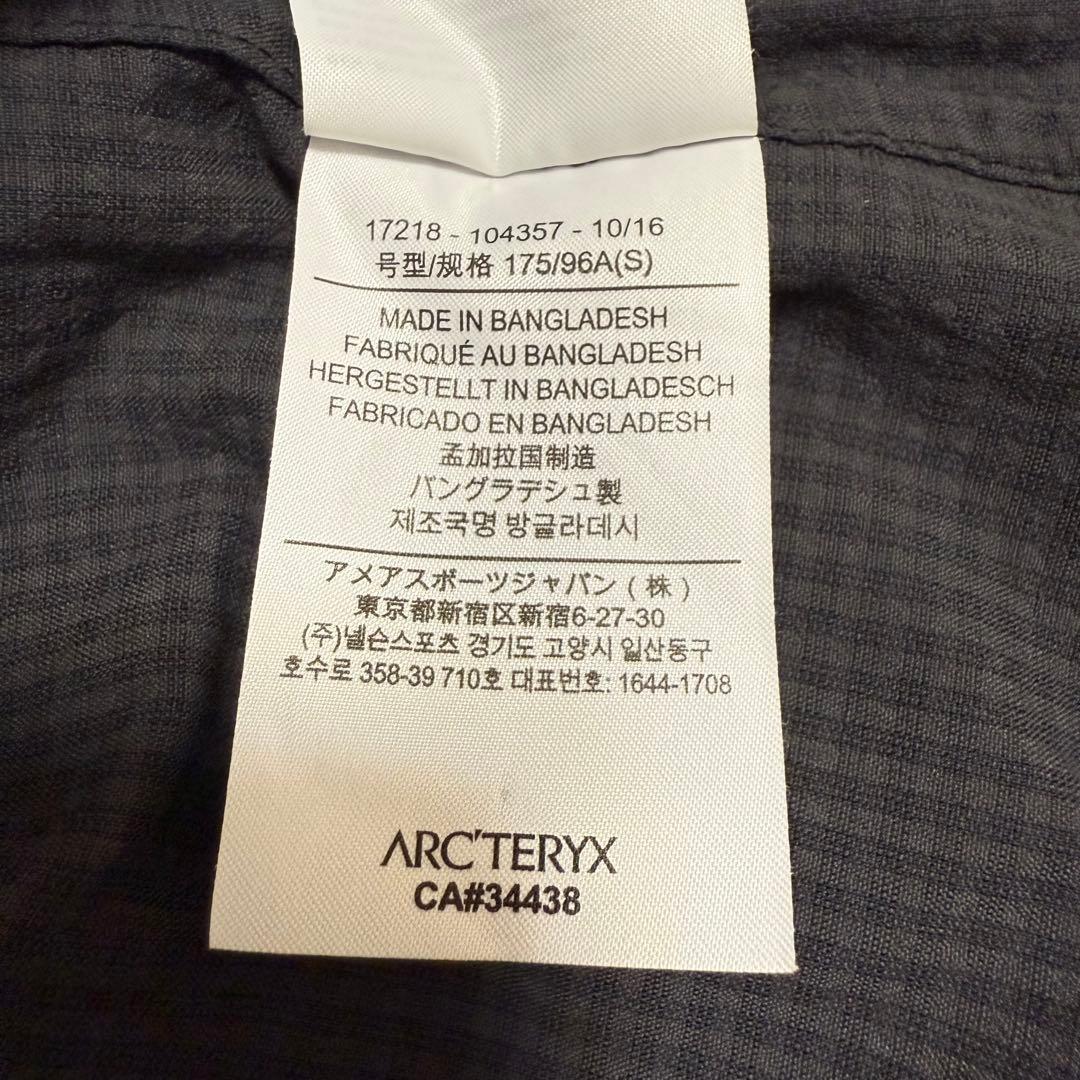 17218 - 104357 - 10/16
号型/规格 175/96A(S)
MADE IN BANGLADESH
FABRIQUÉ AU BANGLADESH
HERGESTELLT IN BANGLADESCH
FABRICADO EN BANGLADESH
孟加拉国制造
バングラデシュ製
제조국명 방글라데시
アメアスポーツジャパン ( 株 )
東京都新宿区新宿6-27-30
(주)넬슨스포츠 경기도 고양시 일산동구
호수로 358-39 710호 대표번호: 1644-1708
ARC'TERYX
CA#34438